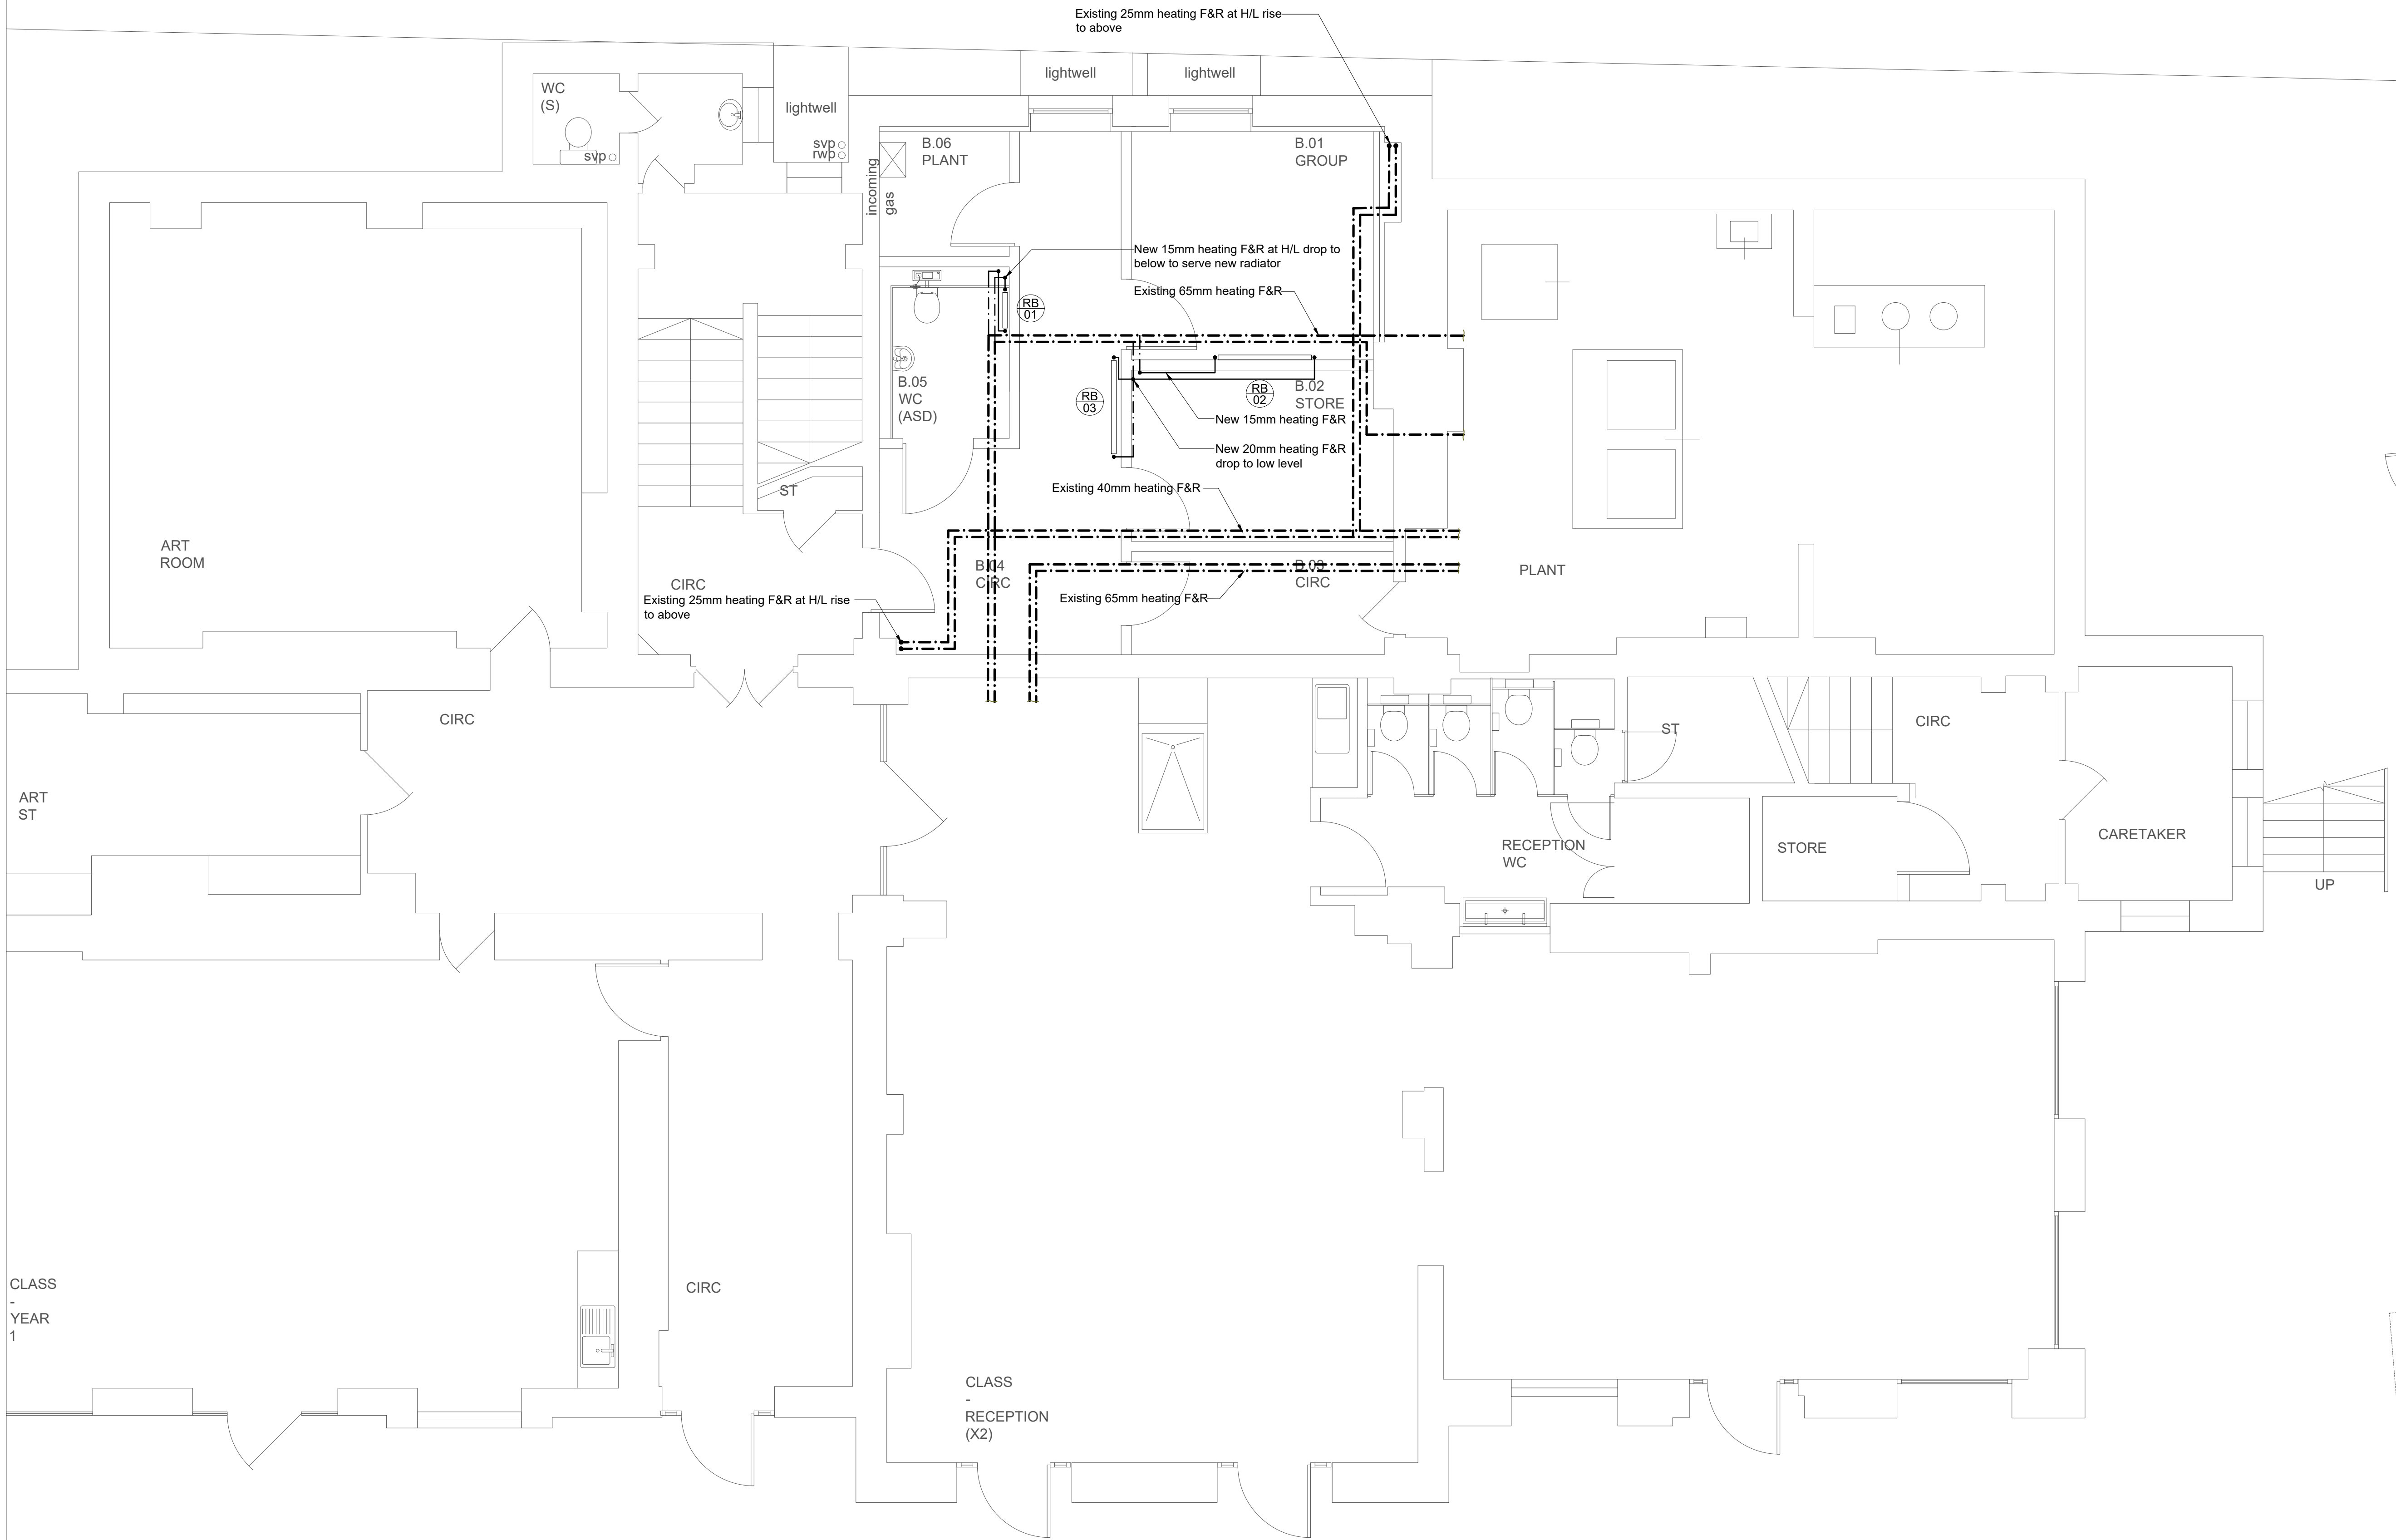 Existing 25mm heating F&R at H/L rise
to above
lightwell
lightwell
WC
(S)
lightwell
svp
svp
rwp
incoming
gas
B.06
PLANT
B.01
GROUP
New 15mm heating F&R at H/L drop to
below to serve new radiator
Existing 65mm heating F&R
RB
01
B.05
WC
(ASD)
RB
03
RB
02
B.02
STORE
New 15mm heating F&R
New 20mm heating F&R
drop to low level
Existing 40mm heating F&R
ST
ART
ROOM
CIRC
B.04
CIRC
B.03
CIRC
PLANT
Existing 25mm heating F&R at H/L rise
to above
Existing 65mm heating F&R
CIRC
ST
CIRC
ART
ST
RECEPTION
WC
STORE
CARETAKER
UP
CLASS
-
YEAR
1
CIRC
CLASS
-
RECEPTION
(X2)